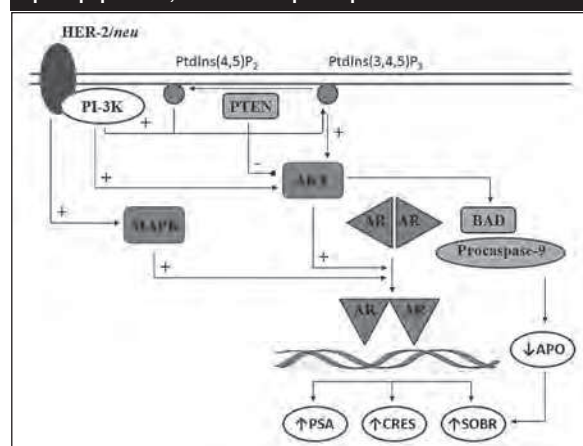 HER-2/neu
PtdIns(4,5)P2
PtdIns(3,4,5)P3
PI-3K
+
PTEN
+
-
+
AKT
+
MAPK
AR
AR
BAD
Procaspase-9
+
+
AR
AR
↓APO
↑PSA
↑CRES
↑SOBR